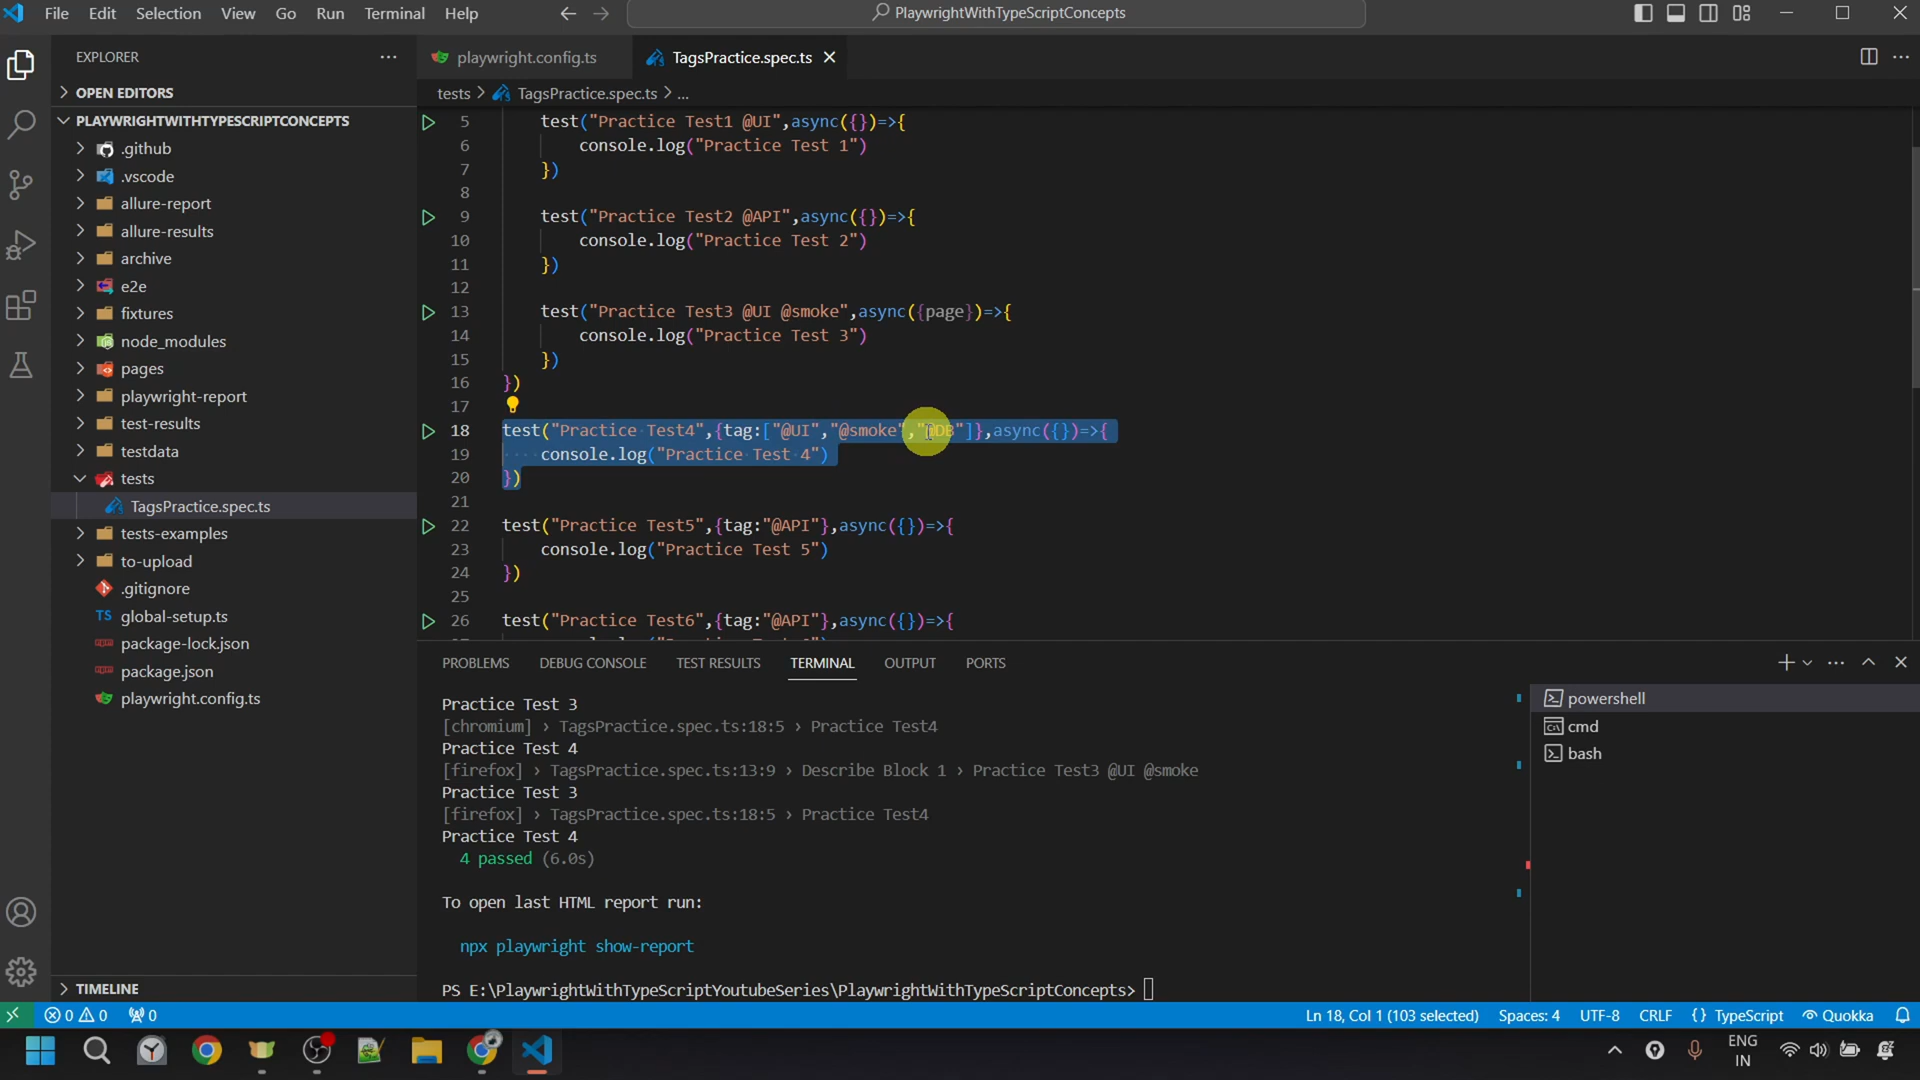 File Edit Selection View Go Run Terminal Help
PlaywrightWithTypeScriptConcepts
EXPLORER
playwright.config.ts
TagsPractice.spec.ts
OPEN EDITORS
tests > TagsPractice.spec.ts > ...
PLAYWRIGHTWITHTYPESCRIPTCONCEPTS
.github
.vscode
allure-report
allure-results
archive
e2e
fixtures
node_modules
pages
playwright-report
test-results
testdata
tests
TagsPractice.spec.ts
tests-examples
to-upload
.gitignore
global-setup.ts
package-lock.json
package.json
playwright.config.ts
TIMELINE
5 test("Practice Test1 @UI",async({})=>{
6 console.log("Practice Test 1")
7 })
8
9 test("Practice Test2 @API",async({})=>{
10 console.log("Practice Test 2")
11 })
12
13 test("Practice Test3 @UI @smoke",async({page})=>{
14 console.log("Practice Test 3")
15 })
16 })
17
18 test("Practice Test4",{tag:["@UI","@smoke","@DB"]},async({})=>{
19 console.log("Practice Test 4")
20 })
21
22 test("Practice Test5",{tag:"@API"},async({})=>{
23 console.log("Practice Test 5")
24 })
25
26 test("Practice Test6",{tag:"@API"},async({})=>{
PROBLEMS DEBUG CONSOLE TEST RESULTS TERMINAL OUTPUT PORTS
Practice Test 3
[chromium] › TagsPractice.spec.ts:18:5 › Practice Test4
Practice Test 4
[firefox] › TagsPractice.spec.ts:13:9 › Describe Block 1 › Practice Test3 @UI @smoke
Practice Test 3
[firefox] › TagsPractice.spec.ts:18:5 › Practice Test4
Practice Test 4
4 passed (6.0s)
To open last HTML report run:
npx playwright show-report
PS E:\PlaywrightWithTypeScriptYoutubeSeries\PlaywrightWithTypeScriptConcepts>
powershell
cmd
bash
0 0 0
Ln 18, Col 1 (103 selected) Spaces: 4 UTF-8 CRLF {} TypeScript Quokka
ENG
IN